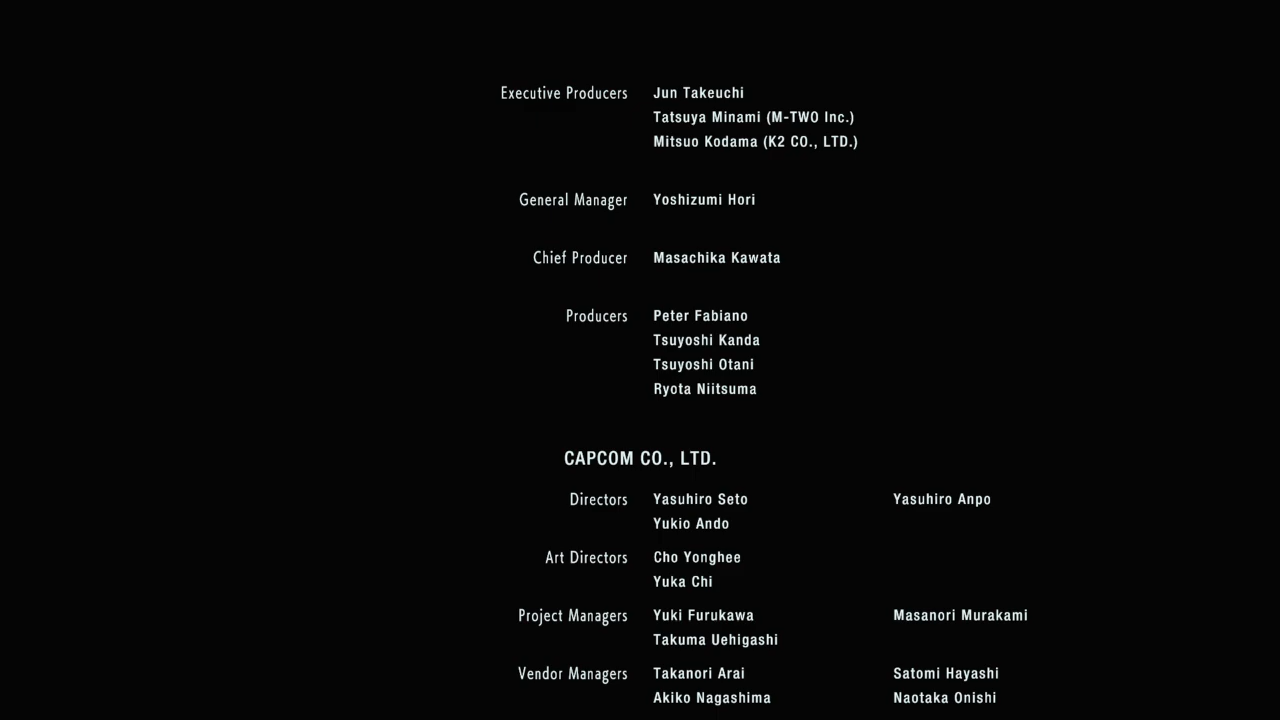 Executive Producers Jun Takeuchi
Tatsuya Minami (M-TWO Inc.)
Mitsuo Kodama (K2 CO., LTD.)
General Manager Yoshizumi Hori
Chief Producer Masachika Kawata
Producers Peter Fabiano
Tsuyoshi Kanda
Tsuyoshi Otani
Ryota Niitsuma
CAPCOM CO., LTD.
Directors Yasuhiro Seto Yasuhiro Anpo
Yukio Ando
Art Directors Cho Yonghee
Yuka Chi
Project Managers Yuki Furukawa Masanori Murakami
Takuma Uehigashi
Vendor Managers Takanori Arai Satomi Hayashi
Akiko Nagashima Naotaka Onishi